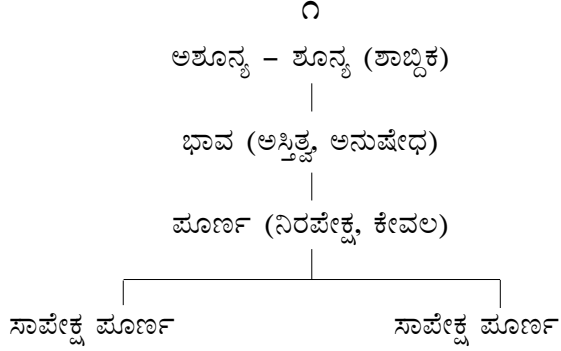 ೧
ಅಶೂನ್ಯ – ಶೂನ್ಯ (ಶಾಬ್ದಿಕ)
ಭಾವ (ಅಸ್ತಿತ್ವ, ಅನುಷೇಧ)
ಪೂರ್ಣ (ನಿರಪೇಕ್ಷ, ಕೇವಲ)
ಸಾಪೇಕ್ಷ ಪೂರ್ಣ ಸಾಪೇಕ್ಷ ಪೂರ್ಣ